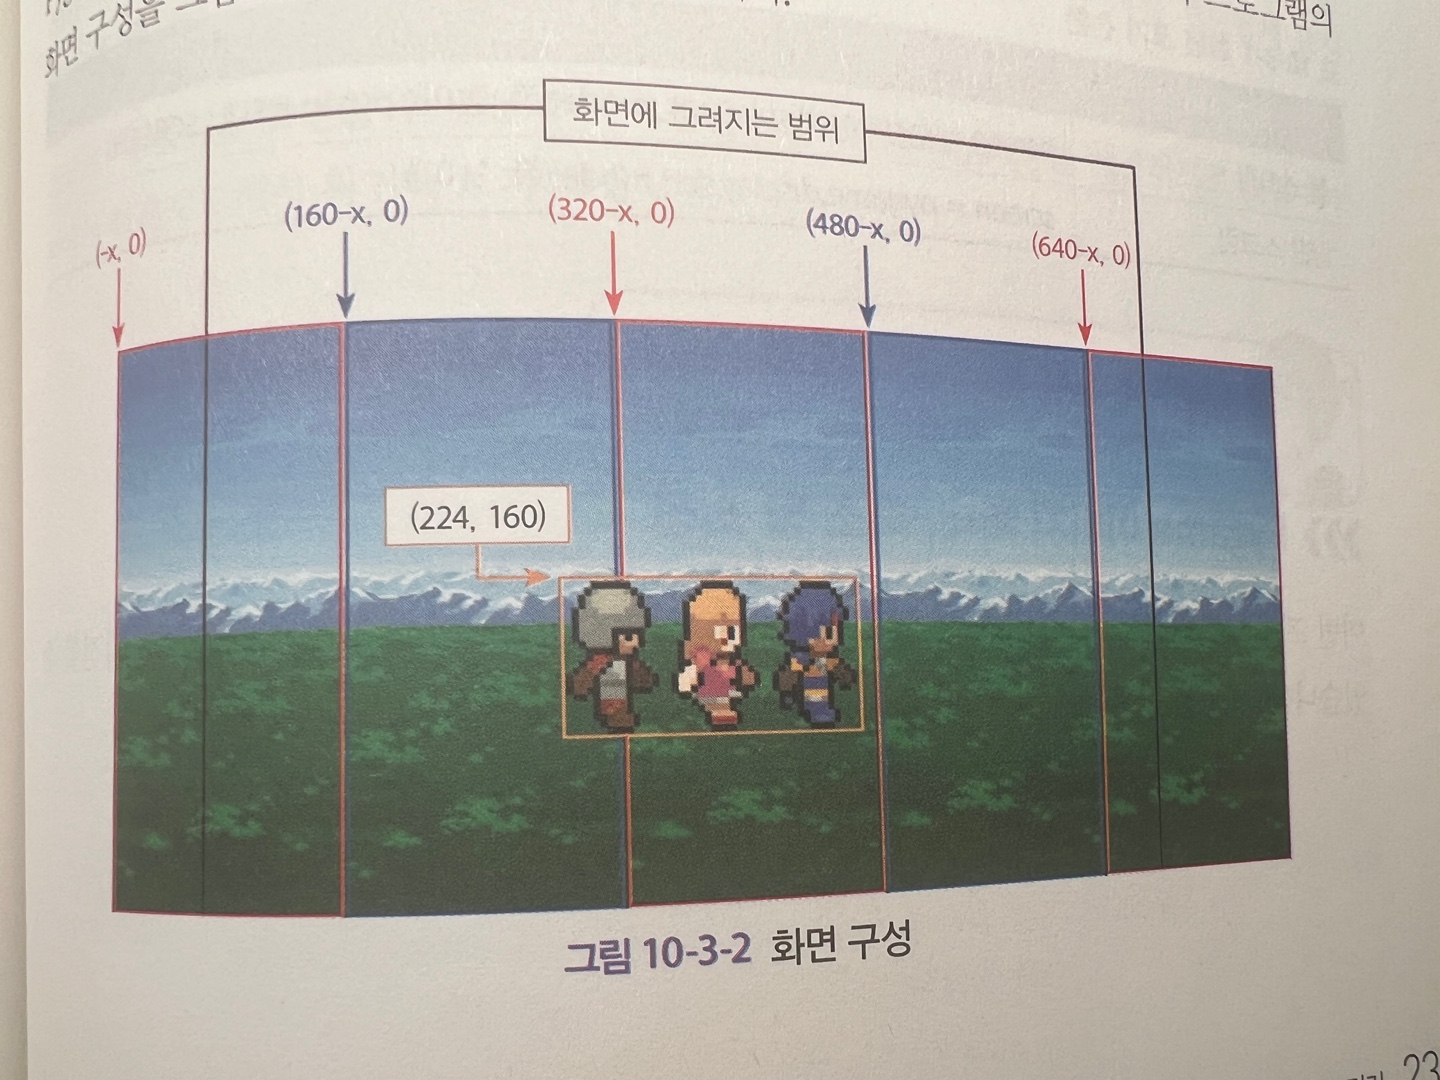 화면 구성을
프로그램의
화면에 그려지는 범위
(-x, 0)
(160-x, 0)
(320-x, 0)
(480-x, 0)
(640-x, 0)
(224, 160)
그림 10-3-2 화면 구성